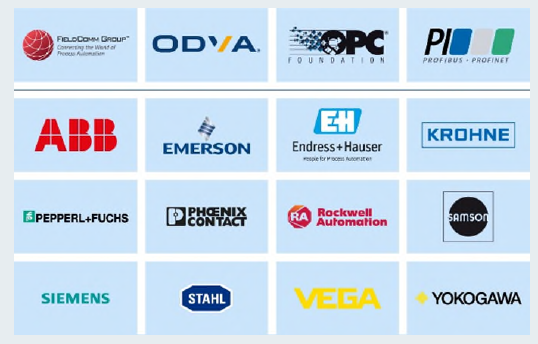 FIELDCOMM GROUP™
Connecting the World of
Process Automation
ODVA®
OPC
FOUNDATION®
PI
PROFIBUS • PROFINET
ABB
EMERSON
EH
Endress+Hauser
People for Process Automation
KROHNE
PEPPERL+FUCHS
PHŒNIX
CONTACT
RA
Rockwell
Automation
SAMSON
SIEMENS
STAHL
VEGA
YOKOGAWA